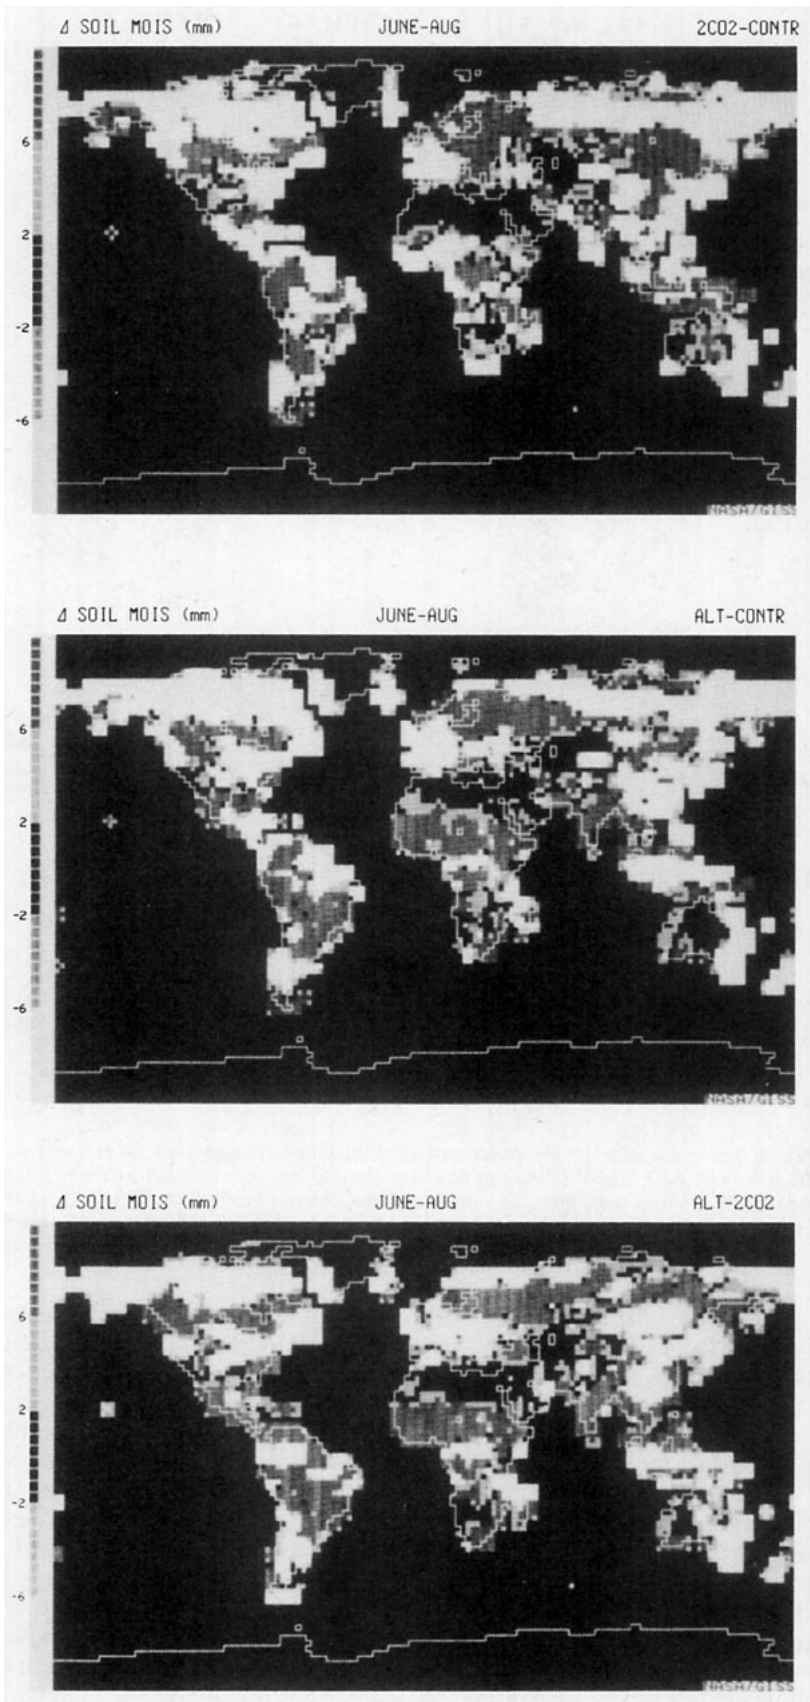 Δ SOIL MOIS (mm) JUNE-AUG 2CO2-CONTR
6
2
-2
-6
NASA/GISS
Δ SOIL MOIS (mm) JUNE-AUG ALT-CONTR
6
2
-2
-6
NASA/GISS
Δ SOIL MOIS (mm) JUNE-AUG ALT-2CO2
6
2
-2
-6
NASA/GISS